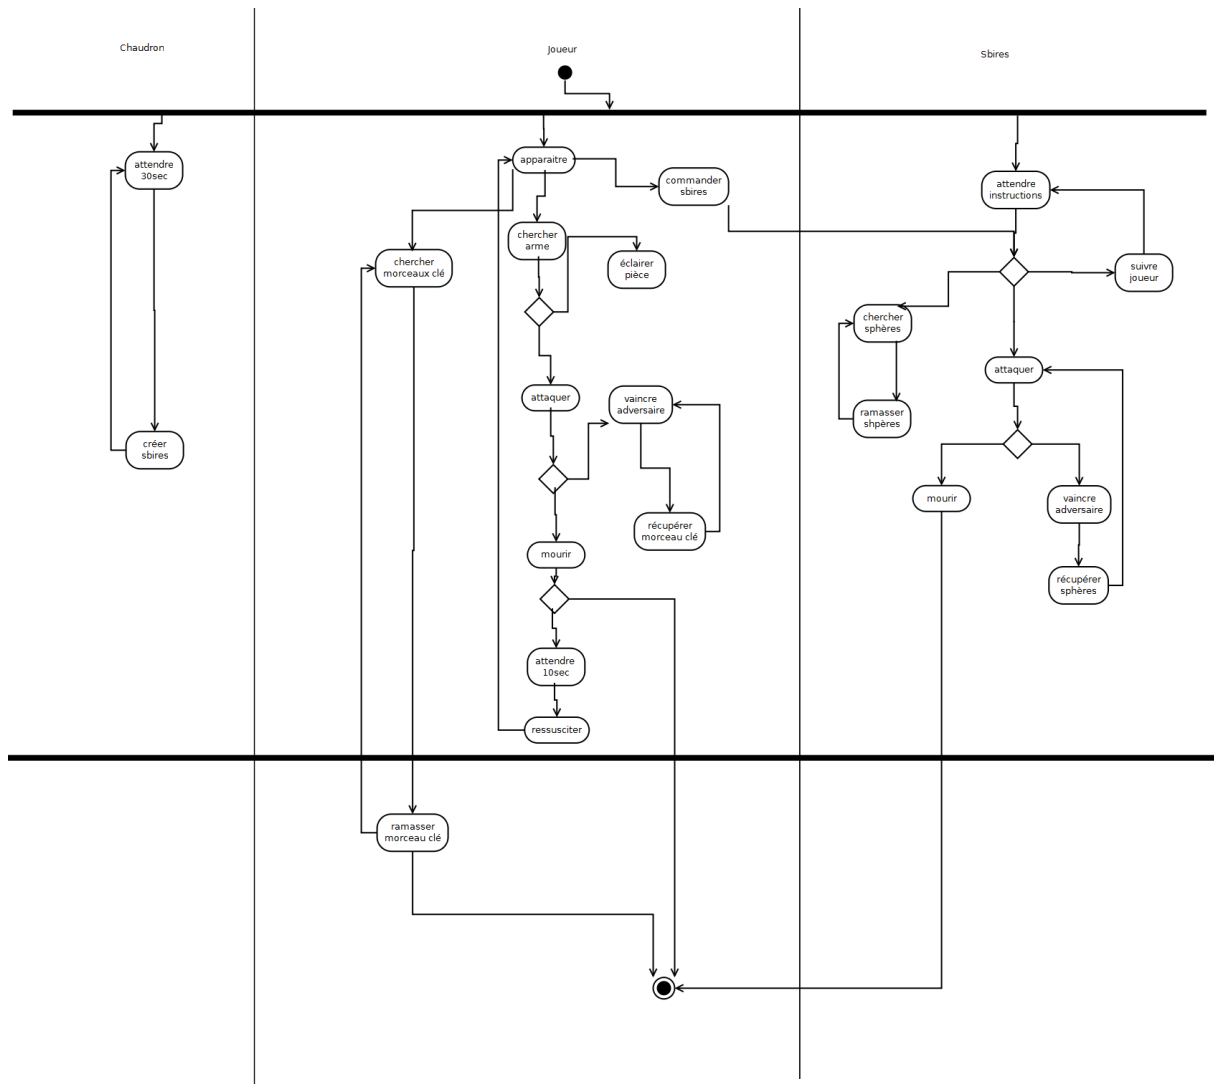 Chaudron
Joueur
Sbires
attendre
30sec
créer
sbires
apparaitre
commander
sbires
chercher
arme
éclairer
pièce
chercher
morceaux clé
attaquer
vaincre
adversaire
récupérer
morceau clé
mourir
attendre
10sec
ressusciter
ramasser
morceau clé
attendre
instructions
suivre
joueur
chercher
sphères
ramasser
shpères
attaquer
mourir
vaincre
adversaire
récupérer
sphères